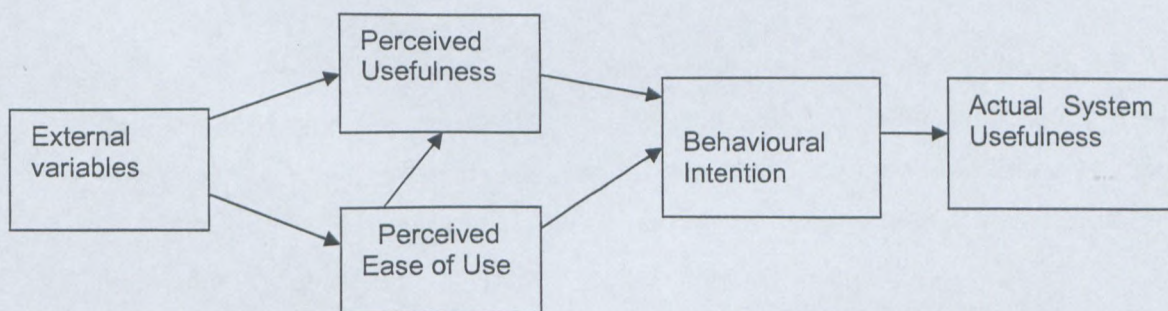 Perceived
Usefulness
External
variables
Perceived
Ease of Use
Behavioural
Intention
Actual System
Usefulness